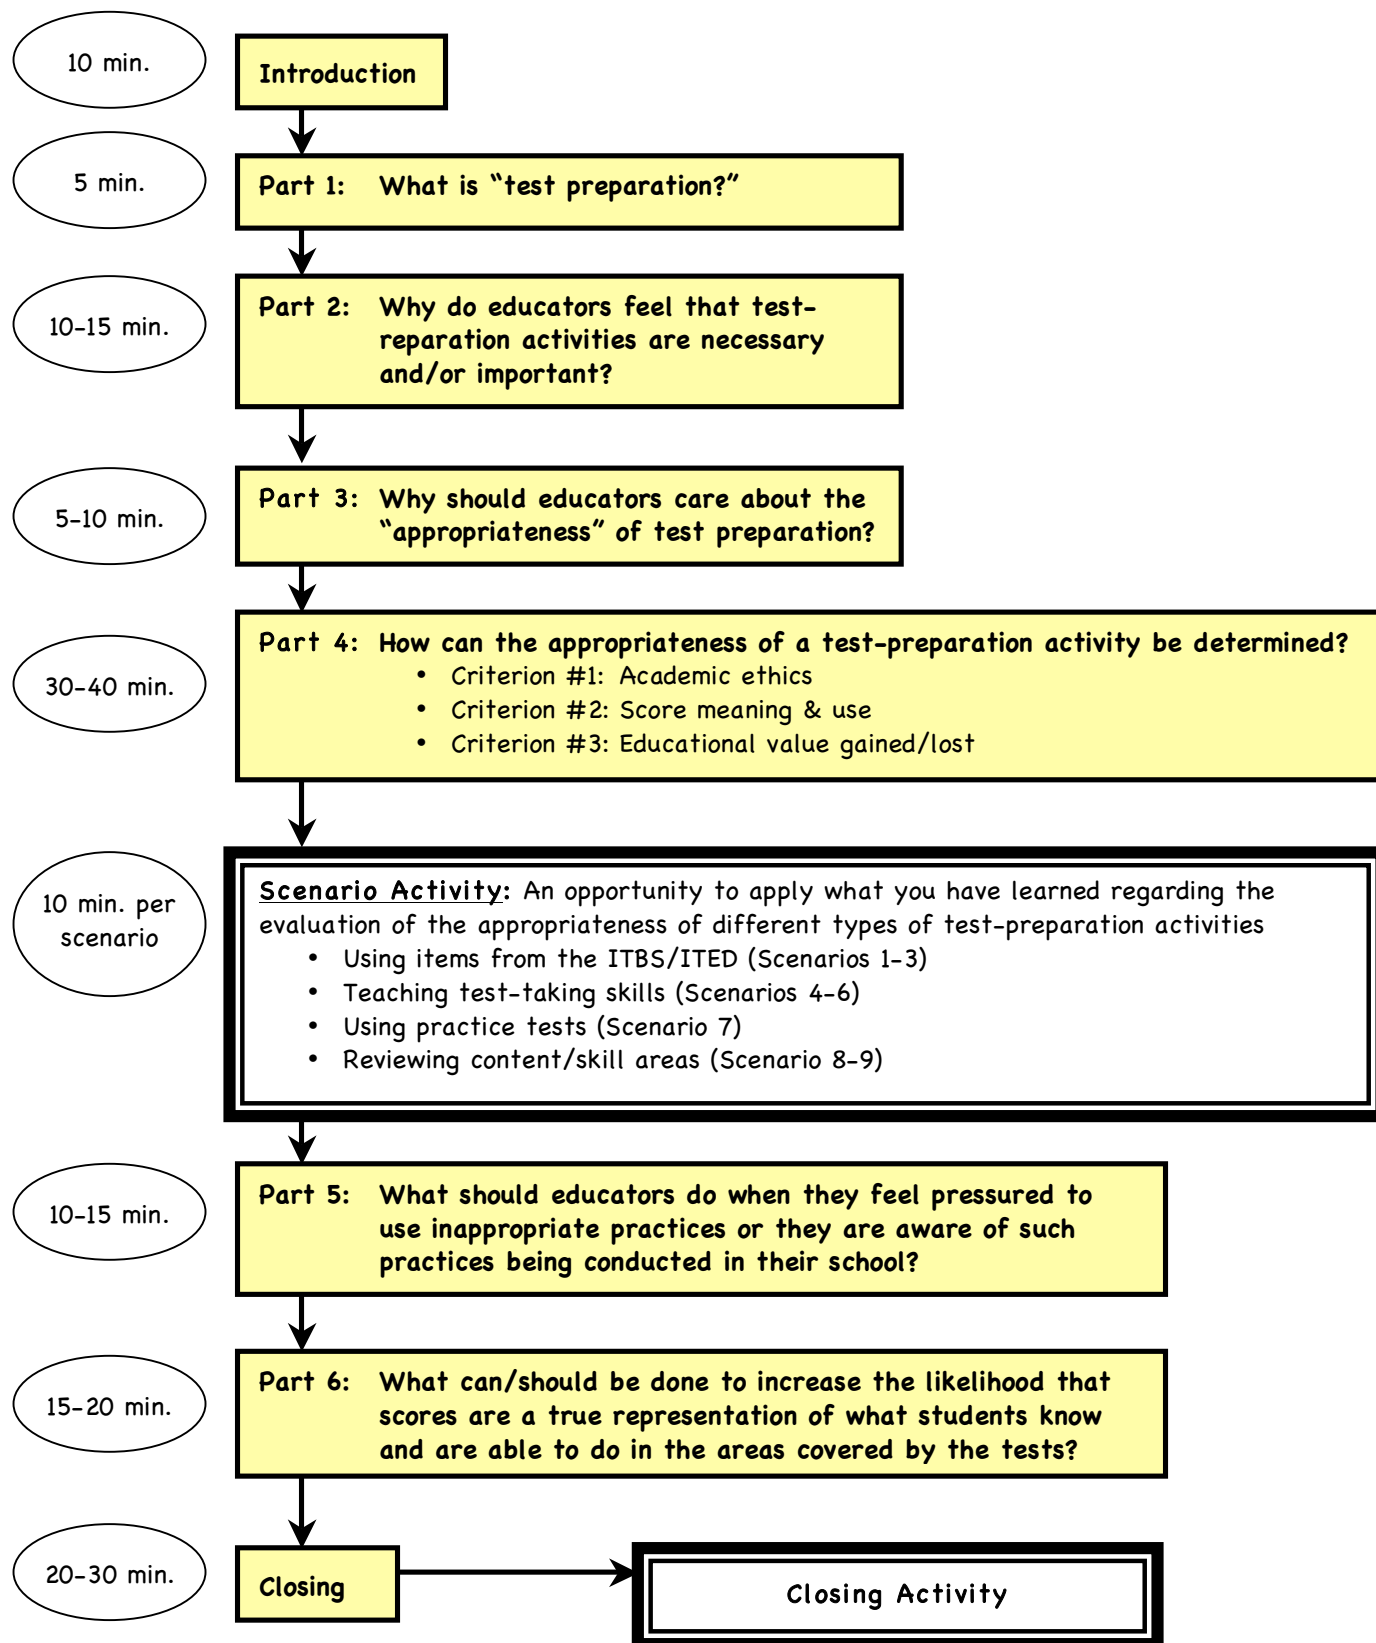 10 min.
Introduction
5 min.
Part 1: What is “test preparation?”
10-15 min.
Part 2: Why do educators feel that test-
reparation activities are necessary
and/or important?
5-10 min.
Part 3: Why should educators care about the
“appropriateness” of test preparation?
30-40 min.
Part 4: How can the appropriateness of a test-preparation activity be determined?
• Criterion #1: Academic ethics
• Criterion #2: Score meaning & use
• Criterion #3: Educational value gained/lost
10 min. per
scenario
Scenario Activity: An opportunity to apply what you have learned regarding the
evaluation of the appropriateness of different types of test-preparation activities
• Using items from the ITBS/ITED (Scenarios 1-3)
• Teaching test-taking skills (Scenarios 4-6)
• Using practice tests (Scenario 7)
• Reviewing content/skill areas (Scenario 8-9)
10-15 min.
Part 5: What should educators do when they feel pressured to
use inappropriate practices or they are aware of such
practices being conducted in their school?
15-20 min.
Part 6: What can/should be done to increase the likelihood that
scores are a true representation of what students know
and are able to do in the areas covered by the tests?
20-30 min.
Closing
Closing Activity